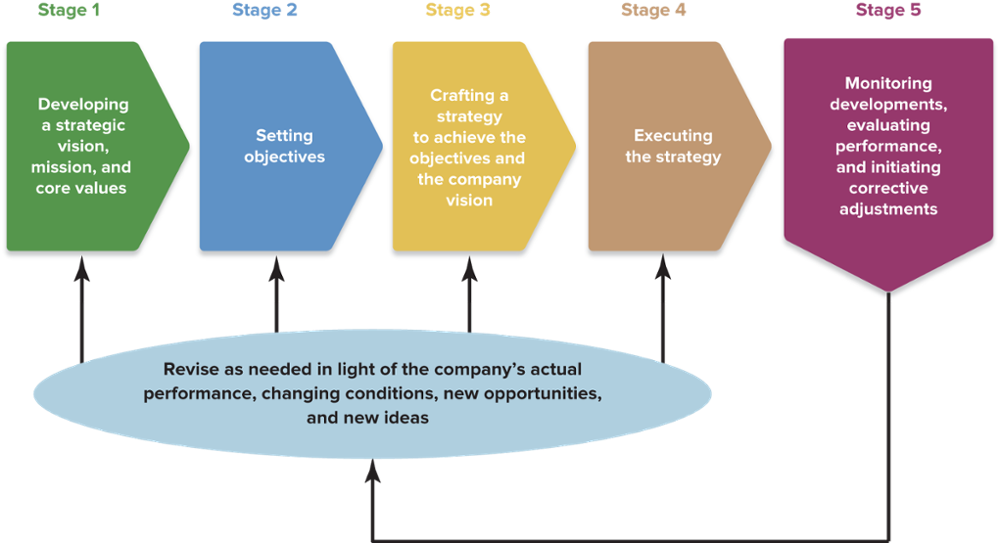 Stage 1
Stage 2
Stage 3
Stage 4
Stage 5
Developing
a strategic
vision,
mission, and
core values
Setting
objectives
Crafting a
strategy
to achieve the
objectives and
the company
vision
Executing
the strategy
Monitoring
developments,
evaluating
performance,
and initiating
corrective
adjustments
Revise as needed in light of the company’s actual
performance, changing conditions, new opportunities,
and new ideas